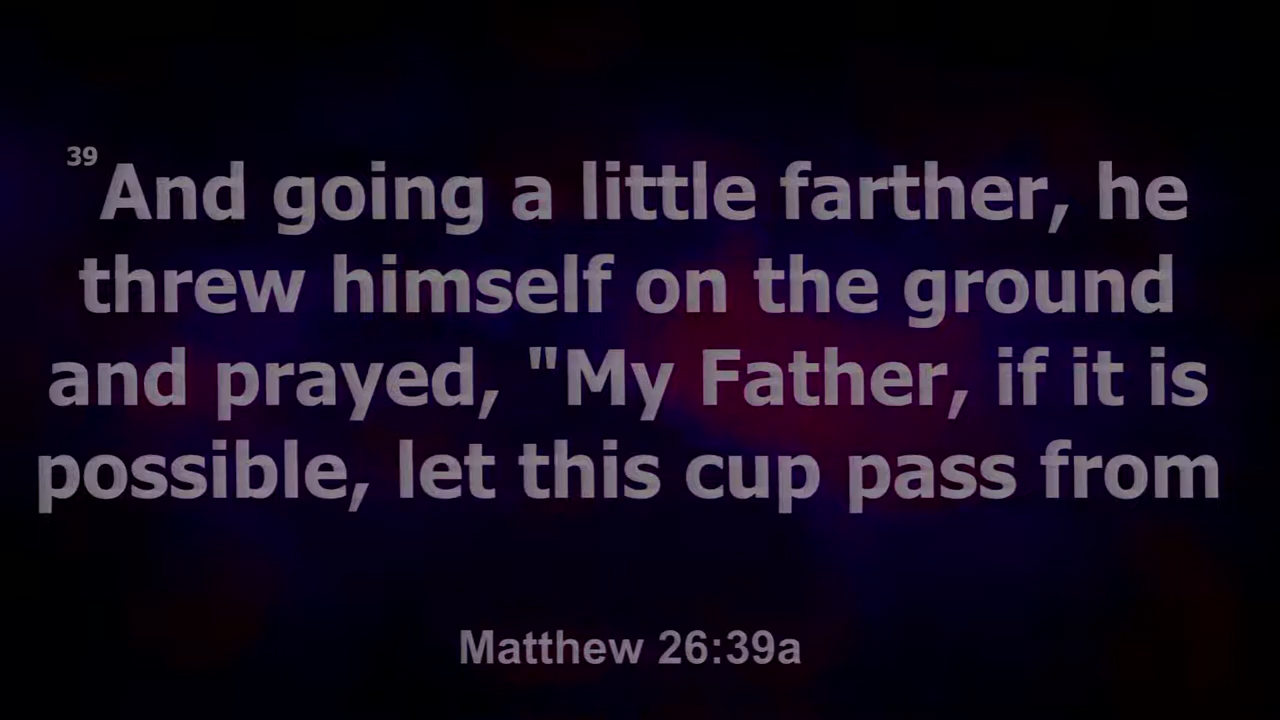 39 And going a little farther, he
threw himself on the ground
and prayed, "My Father, if it is
possible, let this cup pass from
Matthew 26:39a